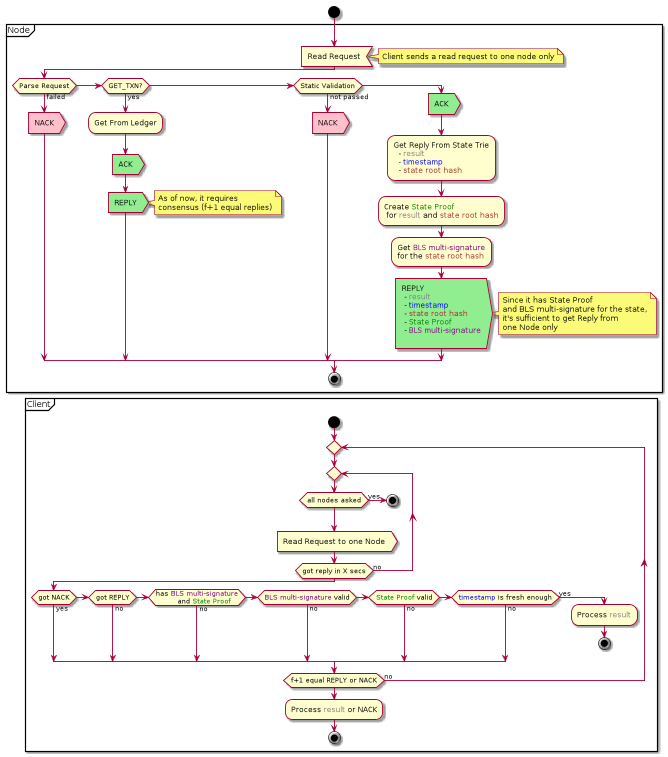 Node
Read Request
Client sends a read request to one node only
Parse Request
failed
GET_TXN?
yes
Static Validation
not passed
NACK
Get From Ledger
NACK
ACK
ACK
REPLY
As of now, it requires
consensus (f+1 equal replies)
Get Reply From State Trie
- result
- timestamp
- state root hash
Create State Proof
for result and state root hash
Get BLS multi-signature
for the state root hash
REPLY
- result
- timestamp
- state root hash
- State Proof
- BLS multi-signature
Since it has State Proof
and BLS multi-signature for the state,
it's sufficient to get Reply from
one Node only
Client
all nodes asked
yes
Read Request to one Node
got reply in X secs
no
got NACK
yes
got REPLY
no
has BLS multi-signature
and State Proof
no
BLS multi-signature valid
no
State Proof valid
no
timestamp is fresh enough
yes
no
Process result
f+1 equal REPLY or NACK
no
Process result or NACK